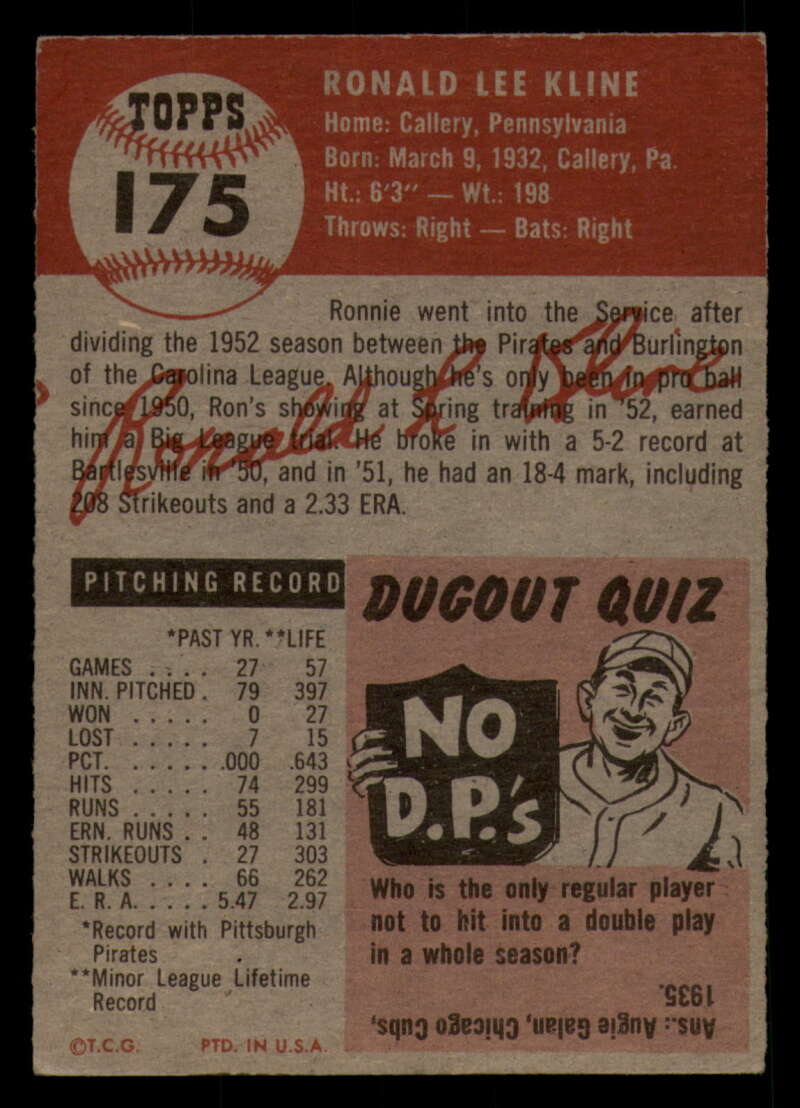 TOPPS
175
RONALD LEE KLINE
Home: Callery, Pennsylvania
Born: March 9, 1932, Callery, Pa.
Ht.: 6'3" — Wt.: 198
Throws: Right — Bats: Right
Ronnie went into the Service after
dividing the 1952 season between the Pirates and Burlington
of the Carolina League. Although he's only been in pro ball
since 1950, Ron's showing at Spring training in '52, earned
him a Big League trial. He broke in with a 5-2 record at
Bartlesville in '50, and in '51, he had an 18-4 mark, including
208 Strikeouts and a 2.33 ERA.
Ronald L Kline
PITCHING RECORD
*PAST YR. **LIFE
GAMES .... 27 57
INN. PITCHED . 79 397
WON ..... 0 27
LOST ..... 7 15
PCT. ...... .000 .643
HITS ..... 74 299
RUNS ..... 55 181
ERN. RUNS .. 48 131
STRIKEOUTS . 27 303
WALKS .... 66 262
E. R. A. .... 5.47 2.97
*Record with Pittsburgh
Pirates
**Minor League Lifetime
Record
©T.C.G. PTD. IN U.S.A.
DUGOUT QUIZ
NO
D.P.'s
Who is the only regular player
not to hit into a double play
in a whole season?
Ans.: Augie Galan, Chicago Cubs,
1935.